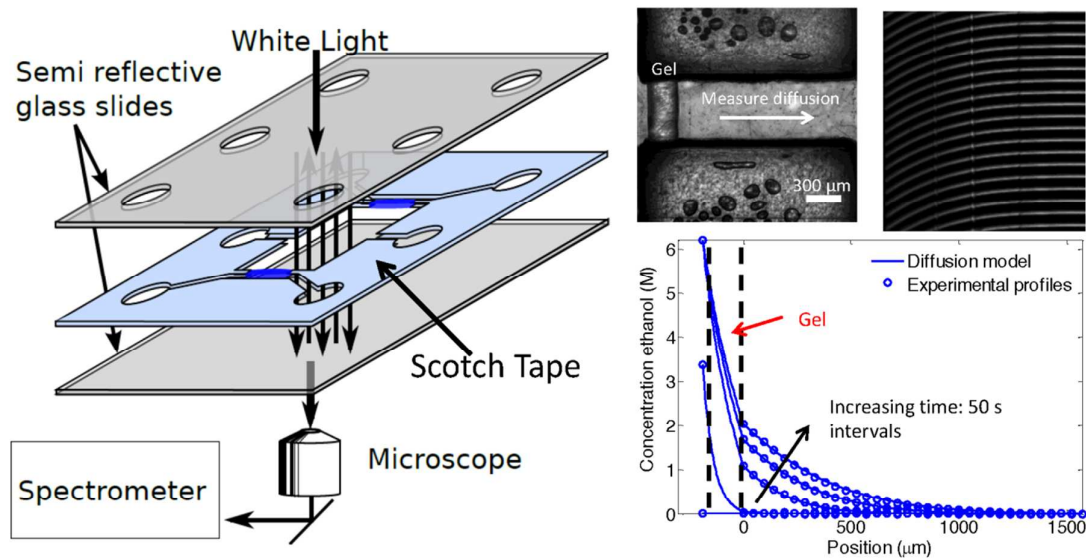 White Light
Semi reflective
glass slides
Scotch Tape
Microscope
Spectrometer
Gel
Measure diffusion
300 µm
6
5
4
3
2
1
0
Concentration ethanol (M)
Diffusion model
Experimental profiles
Gel
Increasing time: 50 s
intervals
0
500
1000
1500
Position (µm)